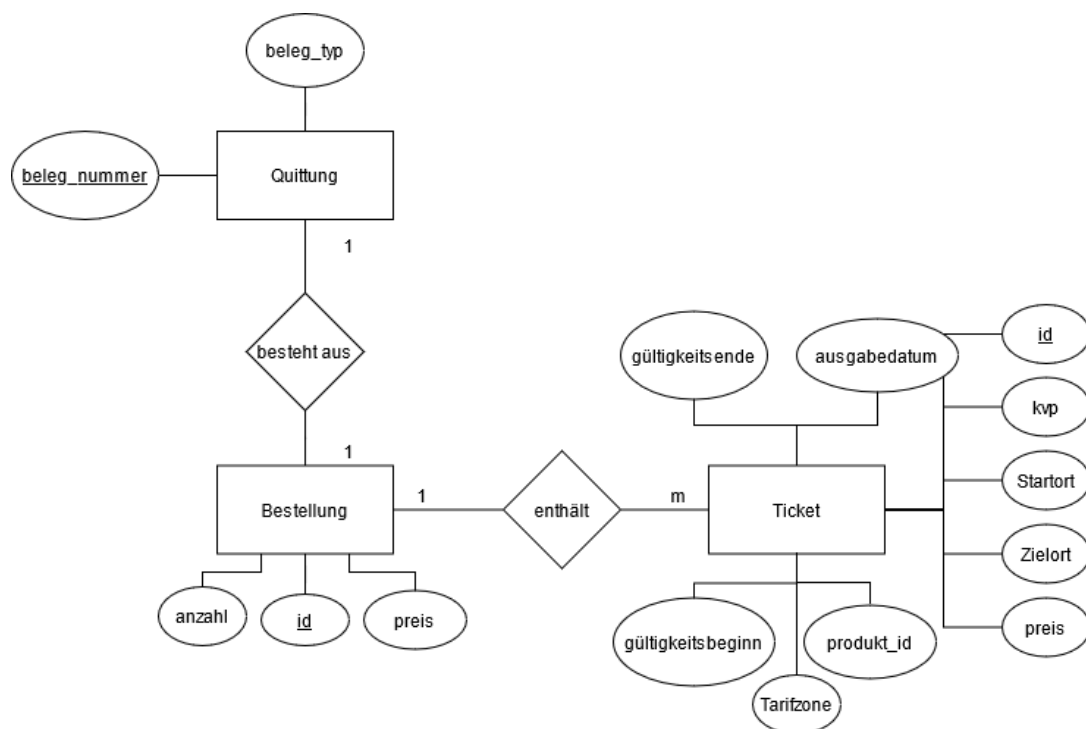 beleg_typ
beleg_nummer
Quittung
1
besteht aus
gültigkeitsende
ausgabedatum
id
kvp
1
Bestellung
1
enthält
m
Ticket
Startort
Zielort
anzahl
id
preis
gültigkeitsbeginn
produkt_id
preis
Tarifzone